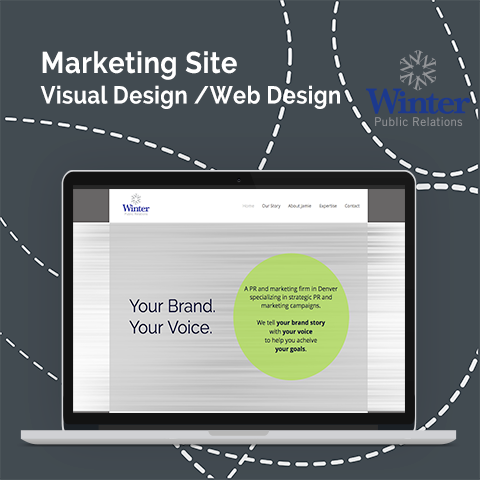 Marketing Site
Visual Design /Web Design
Winter
Public Relations
Winter
Public Relations
Home Our Story About Jamie Expertise Contact
Your Brand.
Your Voice.
A PR and marketing firm in Denver
specializing in strategic PR and
marketing campaigns.
We tell your brand story
with your voice
to help you acheive
your goals.